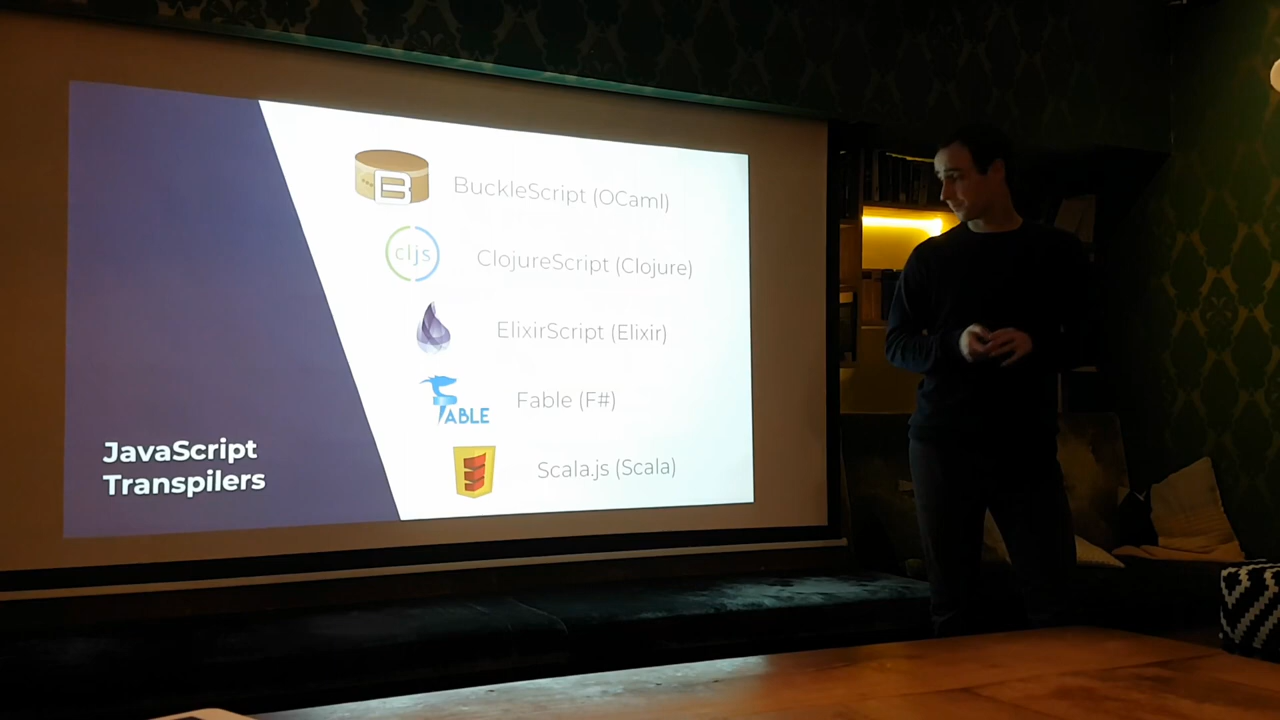 B
BuckleScript (OCaml)
cljs
ClojureScript (Clojure)
ElixirScript (Elixir)
FABLE
Fable (F#)
Scala.js (Scala)
JavaScript
Transpilers